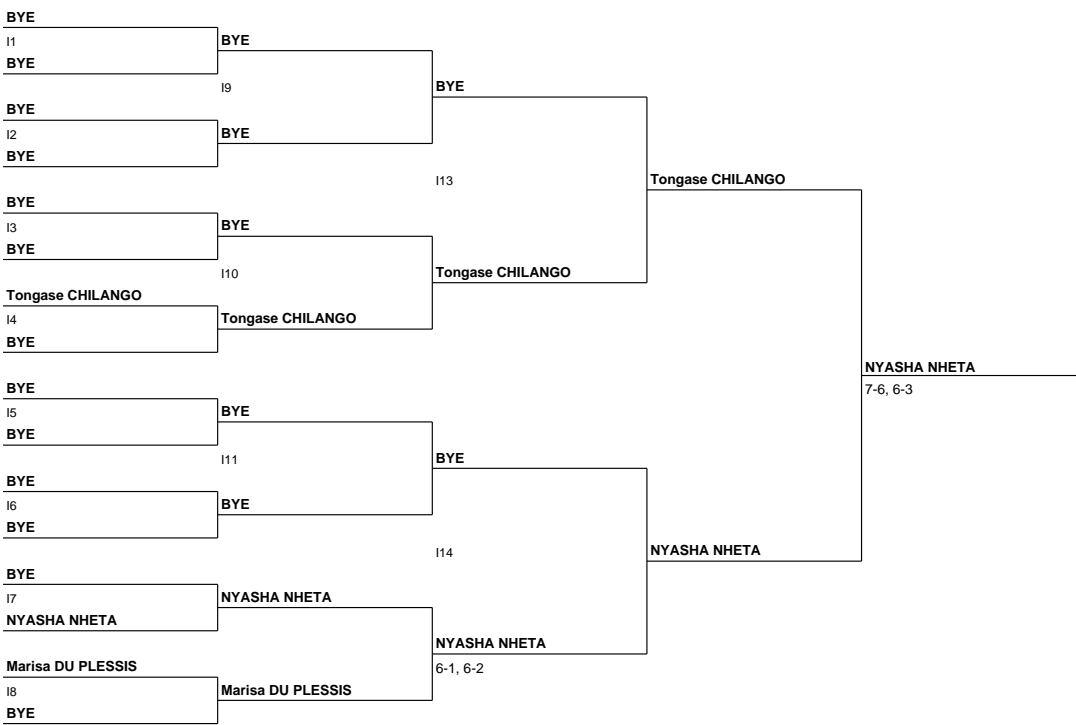 BYE
I1
BYE
BYE
I9
BYE
BYE
I2
BYE
BYE
I13
Tongase CHILANGO
BYE
I3
BYE
BYE
I10
Tongase CHILANGO
Tongase CHILANGO
I4
Tongase CHILANGO
BYE
NYASHA NHETA
7-6, 6-3
BYE
I5
BYE
BYE
I11
BYE
BYE
I6
BYE
BYE
I14
NYASHA NHETA
BYE
I7
NYASHA NHETA
NYASHA NHETA
NYASHA NHETA
6-1, 6-2
Marisa DU PLESSIS
I8
Marisa DU PLESSIS
BYE